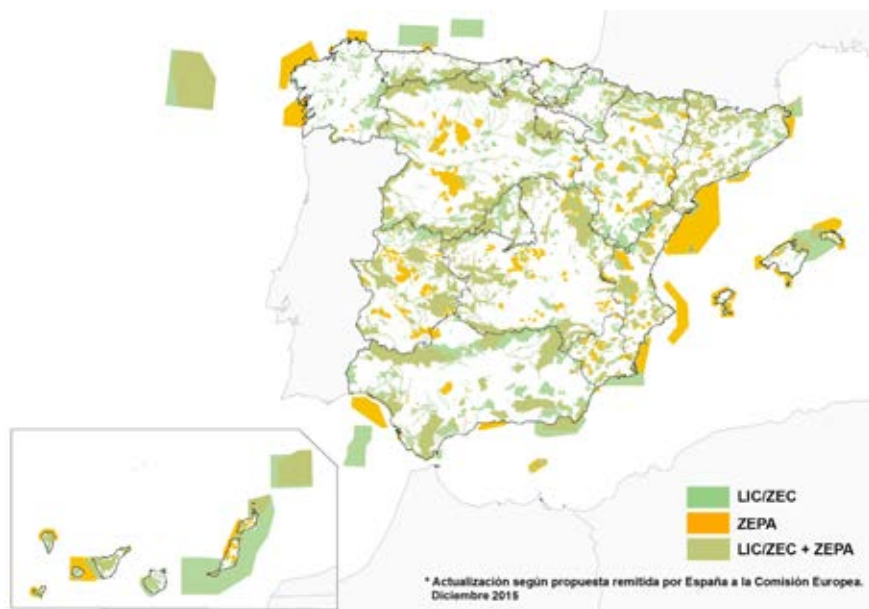 LIC/ZEC
ZEPA
LIC/ZEC + ZEPA
* Actualización según propuesta remitida por España a la Comisión Europea.
Diciembre 2015